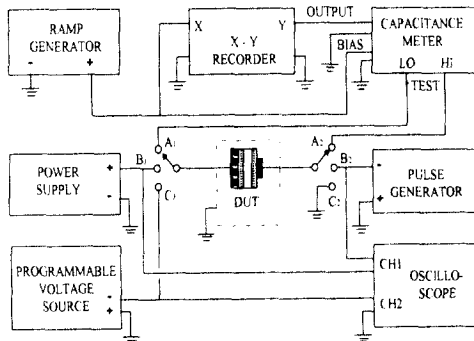 RAMP
GENERATOR
-
+
X
Y
X - Y
RECORDER
OUTPUT
BIAS
CAPACITANCE
METER
LO
Hi
TEST
A1
B1
C1
A2
B2
C2
POWER
SUPPLY
+
-
DUT
-
PULSE
GENERATOR
+
PROGRAMMABLE
VOLTAGE
SOURCE
-
+
CH1
OSCILLO-
SCOPE
CH2